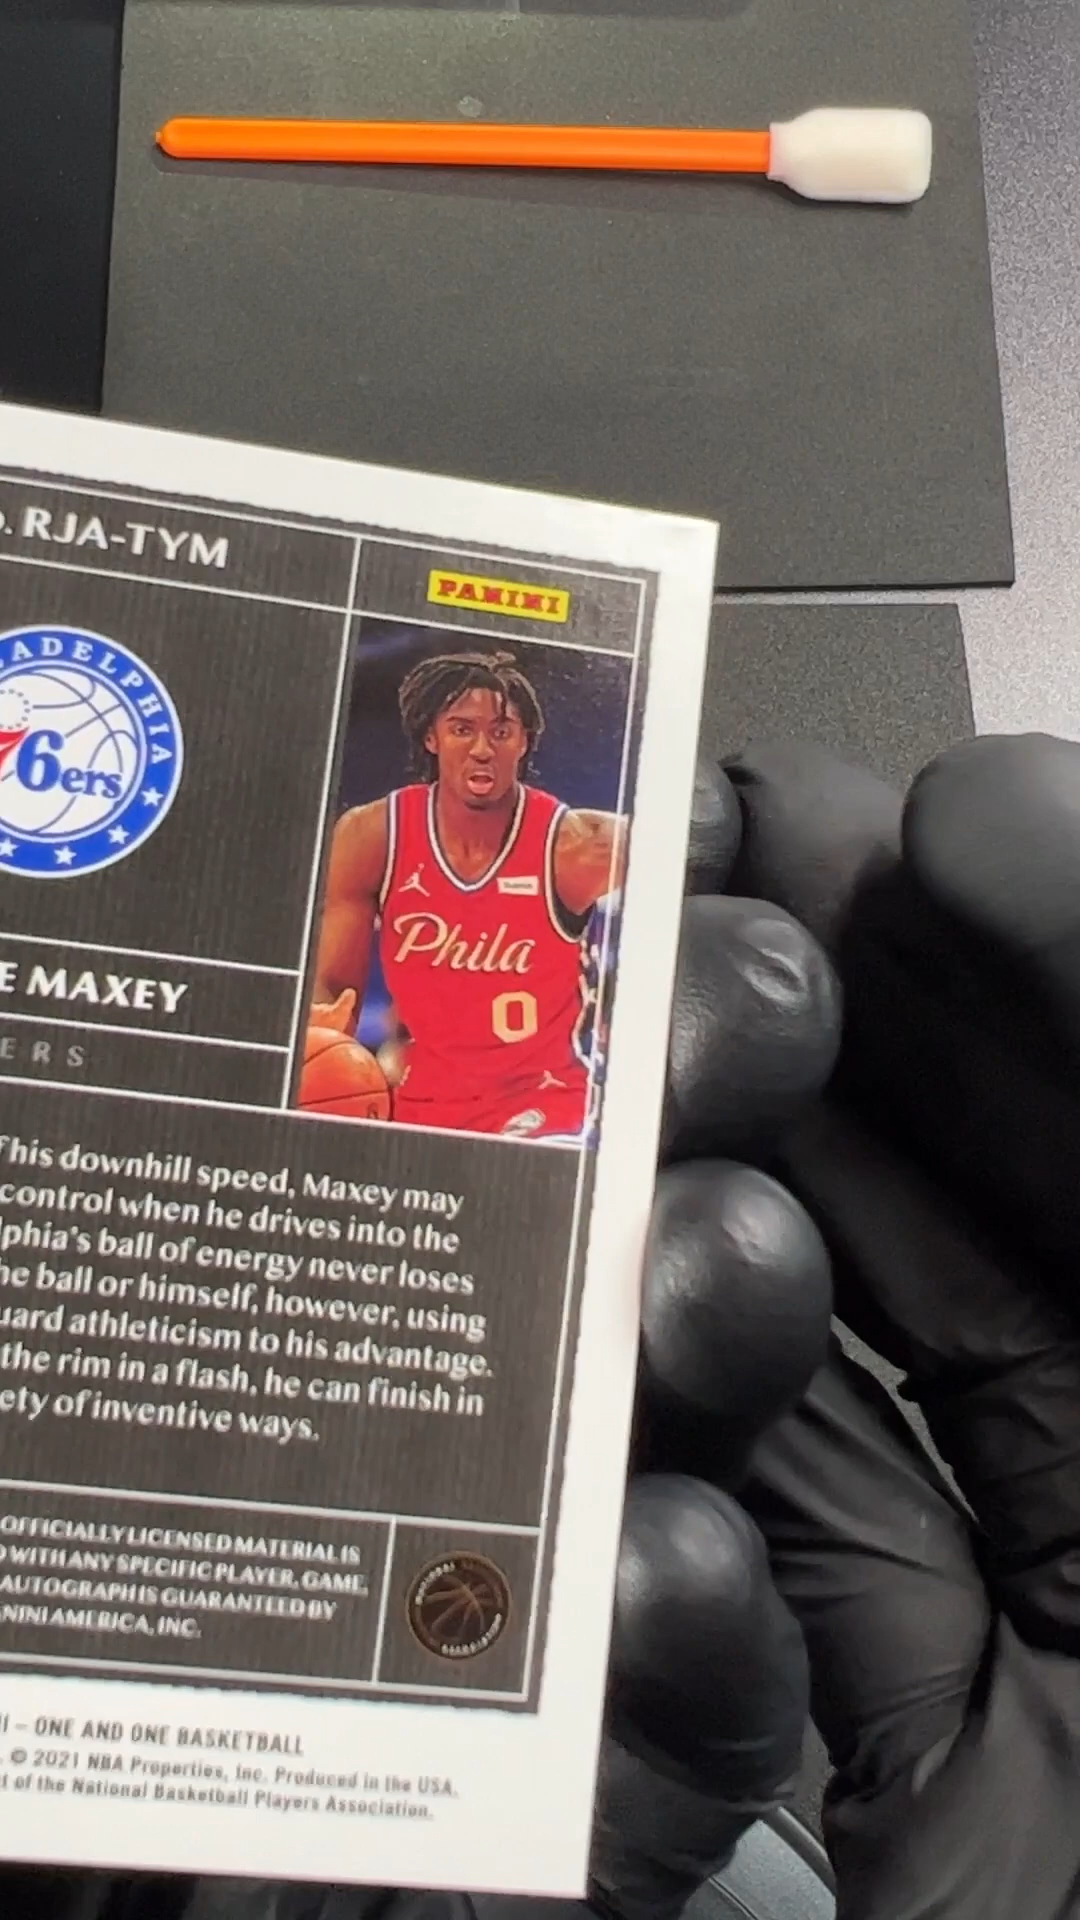 . RJA-TYM
PANINI
ADELPHIA
76ers
Phila
0
E MAXEY
ERS
his downhill speed, Maxey may
control when he drives into the
lphia's ball of energy never loses
he ball or himself, however, using
uard athleticism to his advantage.
the rim in a flash, he can finish in
ety of inventive ways.
OFFICIALLY LICENSED MATERIAL IS
D WITH ANY SPECIFIC PLAYER, GAME,
AUTOGRAPH IS GUARANTEED BY
NINI AMERICA, INC.
I – ONE AND ONE BASKETBALL
. © 2021 NBA Properties, Inc. Produced in the USA.
t of the National Basketball Players Association.